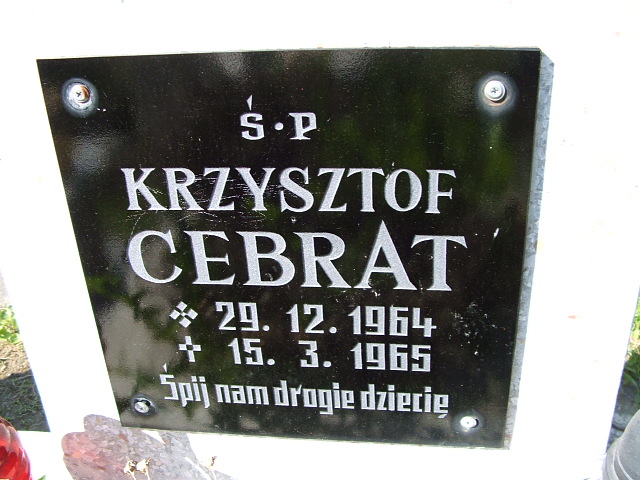 Ś·P
KRZYSZTOF
CEBRAT
29. 12. 1964
15. 3. 1965
Śpij nam drogie dziecię